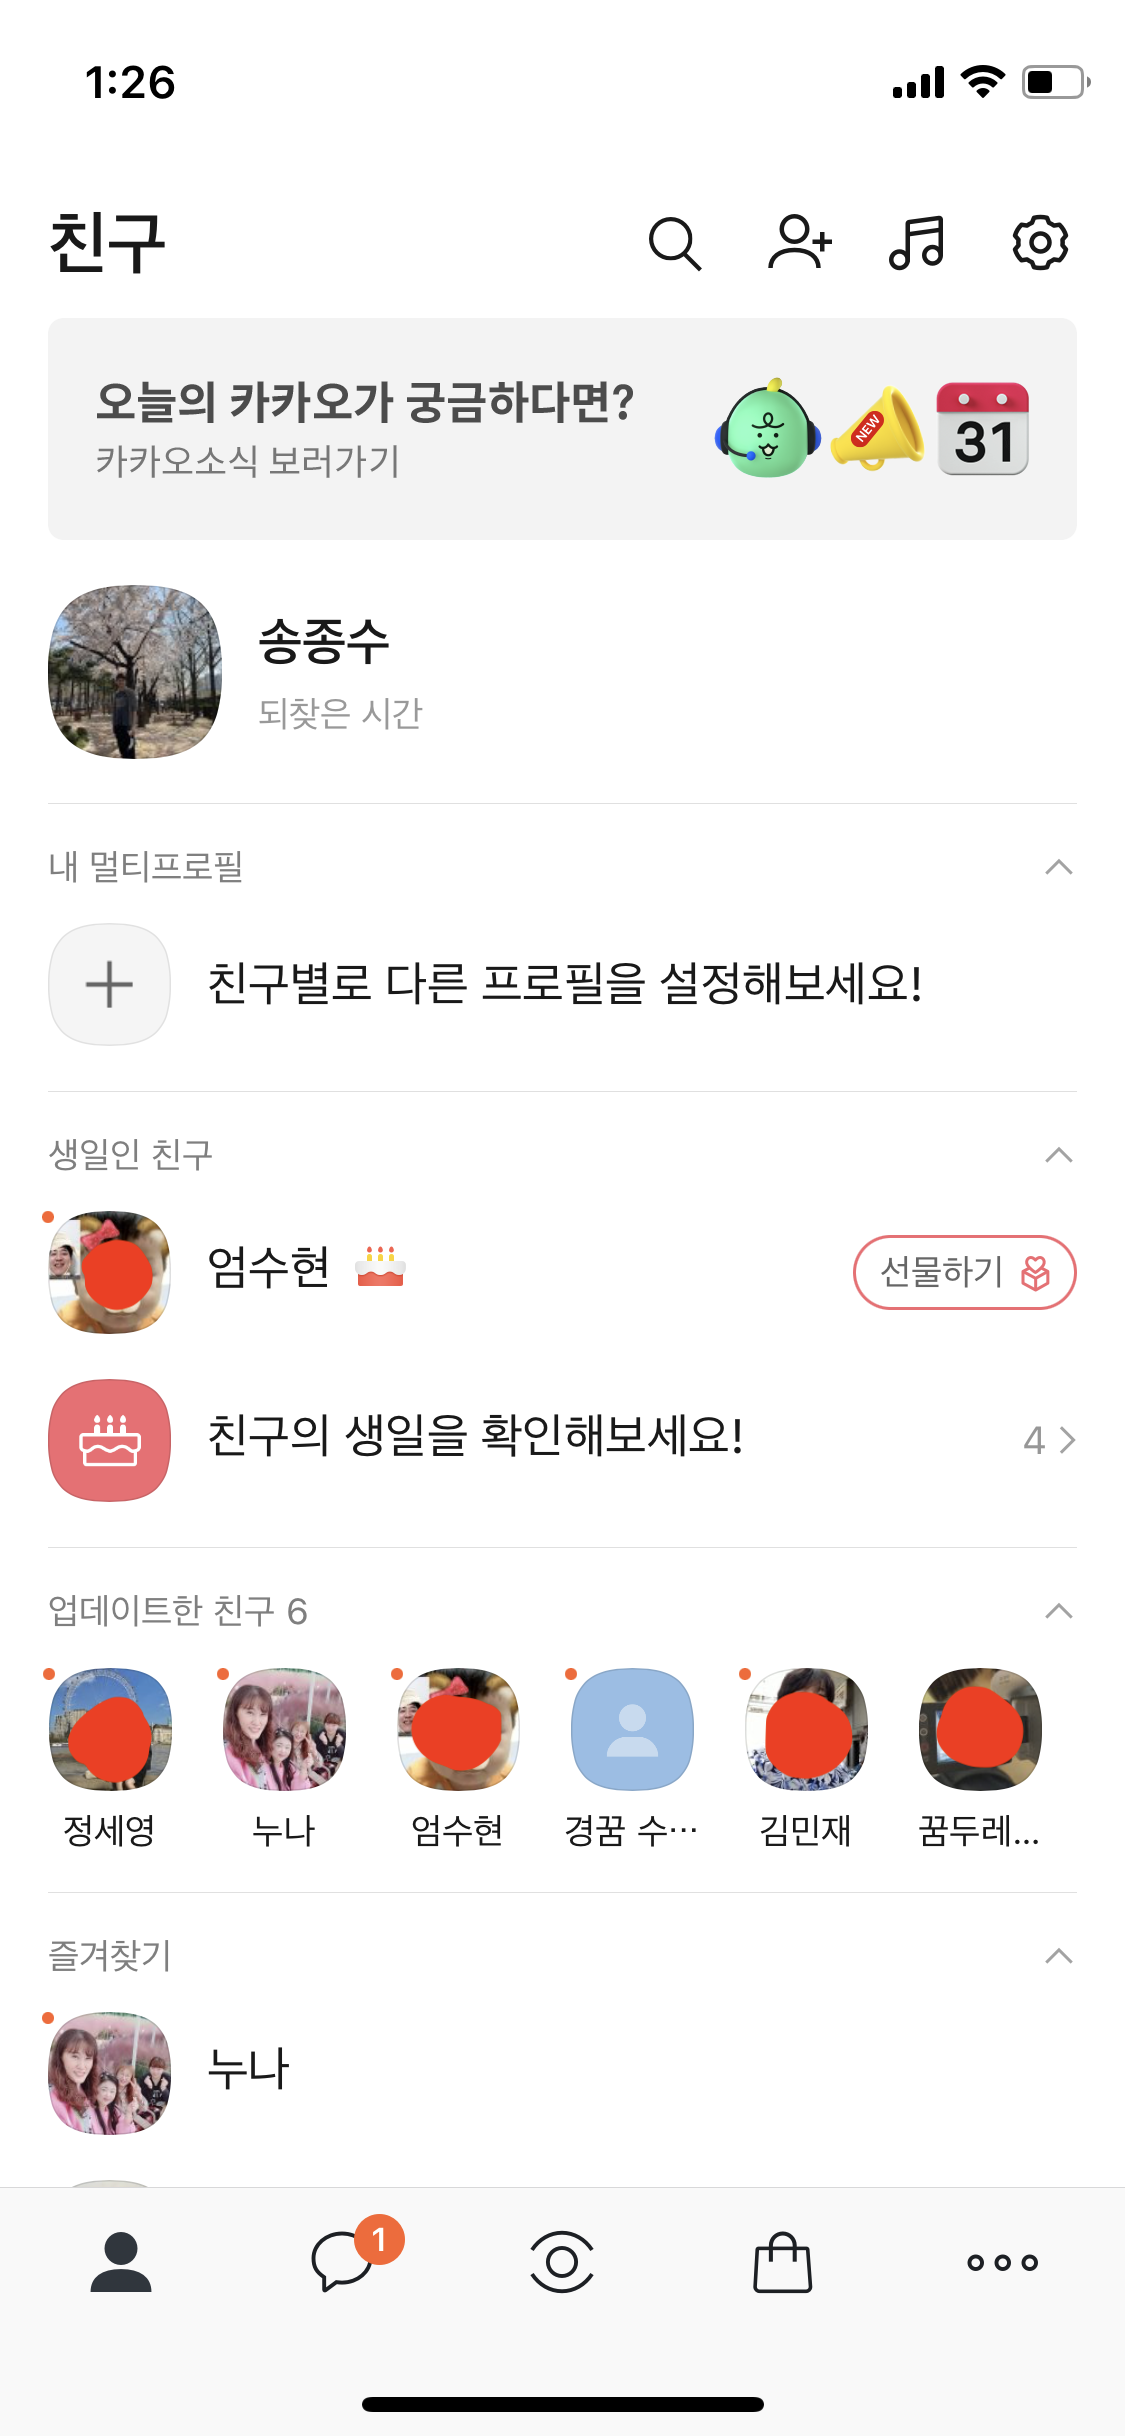 1:26
친구
오늘의 카카오가 궁금하다면?
카카오소식 보러가기
NEW
31
송종수
되찾은 시간
내 멀티프로필
친구별로 다른 프로필을 설정해보세요!
생일인 친구
엄수현
선물하기
친구의 생일을 확인해보세요!
4
업데이트한 친구 6
정세영
누나
엄수현
경꿈 수…
김민재
꿈두레...
즐겨찾기
누나
1